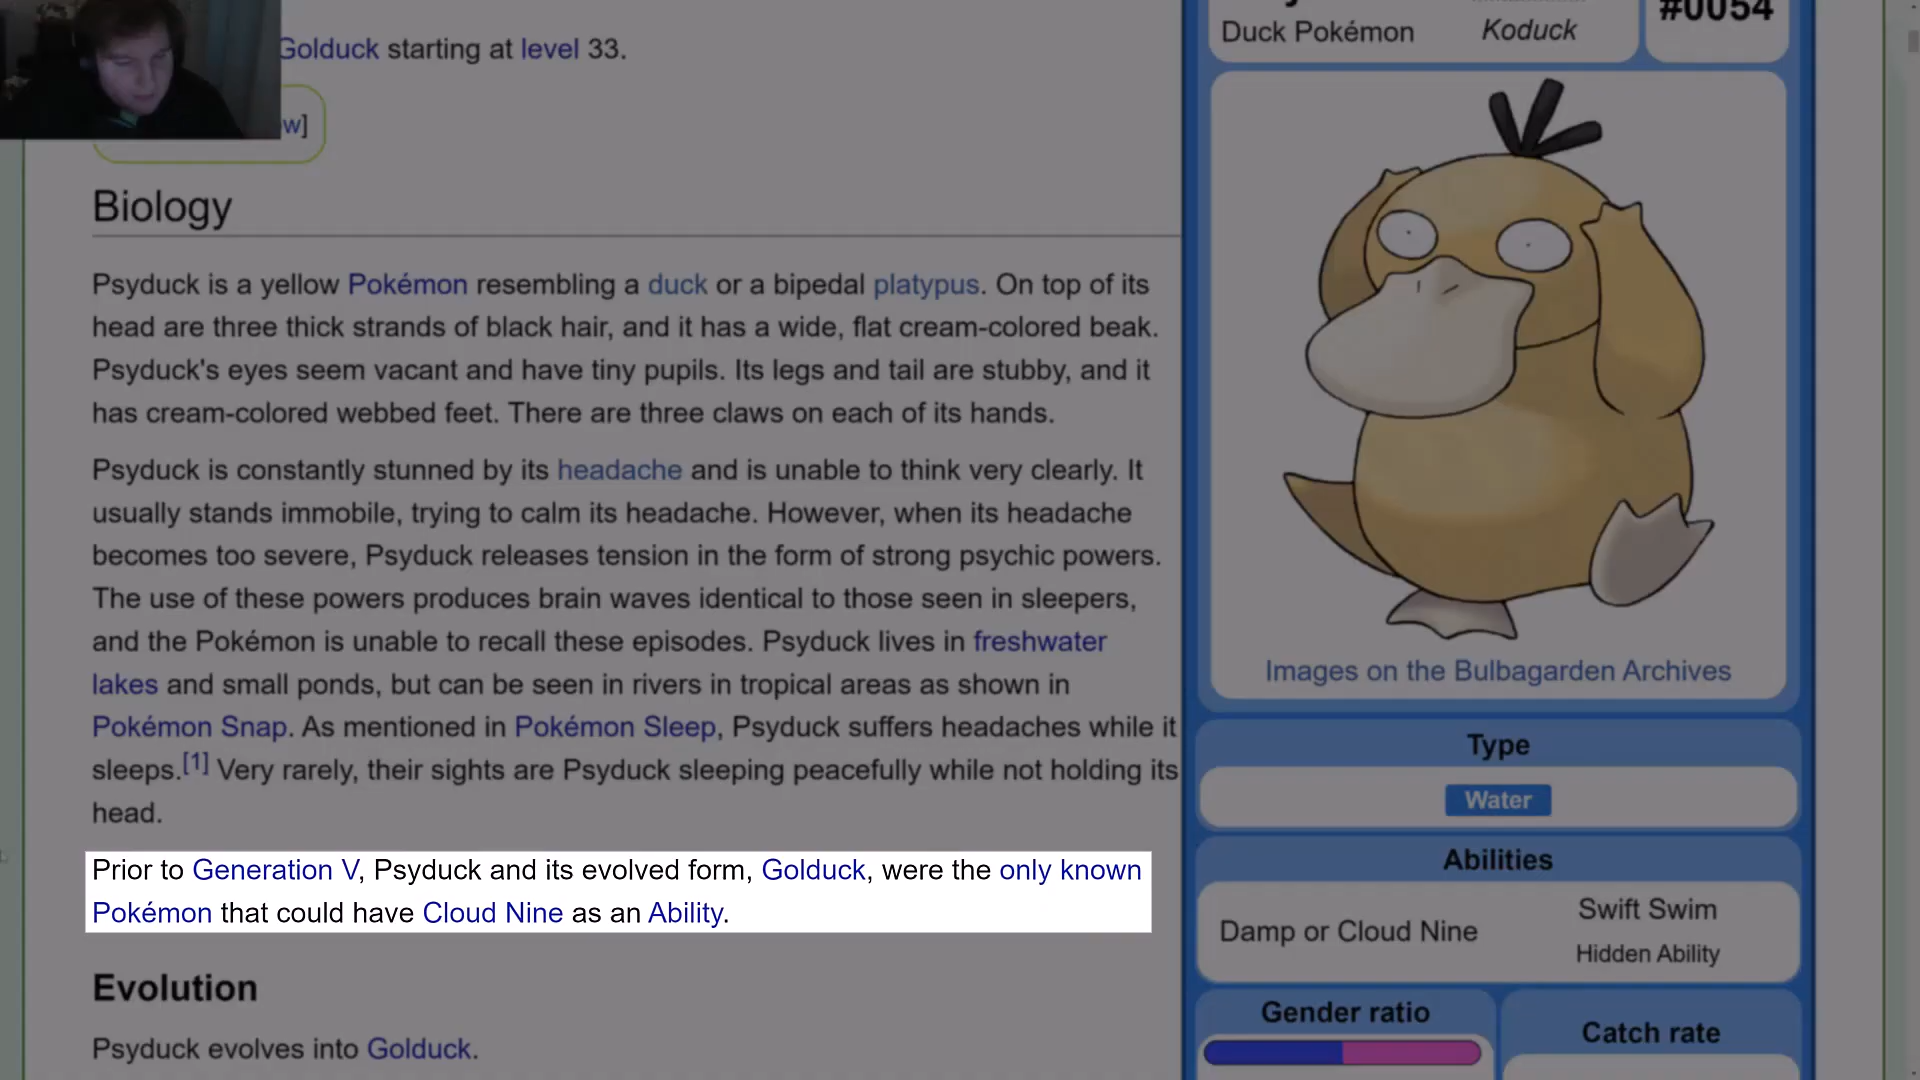 Golduck starting at level 33.
w]
Biology
Psyduck is a yellow Pokémon resembling a duck or a bipedal platypus. On top of its
head are three thick strands of black hair, and it has a wide, flat cream-colored beak.
Psyduck's eyes seem vacant and have tiny pupils. Its legs and tail are stubby, and it
has cream-colored webbed feet. There are three claws on each of its hands.
Psyduck is constantly stunned by its headache and is unable to think very clearly. It
usually stands immobile, trying to calm its headache. However, when its headache
becomes too severe, Psyduck releases tension in the form of strong psychic powers.
The use of these powers produces brain waves identical to those seen in sleepers,
and the Pokémon is unable to recall these episodes. Psyduck lives in freshwater
lakes and small ponds, but can be seen in rivers in tropical areas as shown in
Pokémon Snap. As mentioned in Pokémon Sleep, Psyduck suffers headaches while it
sleeps.[1] Very rarely, their sights are Psyduck sleeping peacefully while not holding its
head.
Prior to Generation V, Psyduck and its evolved form, Golduck, were the only known
Pokémon that could have Cloud Nine as an Ability.
Evolution
Psyduck evolves into Golduck.
Duck Pokémon
Koduck
#0054
Images on the Bulbagarden Archives
Type
Water
Abilities
Damp or Cloud Nine
Swift Swim
Hidden Ability
Gender ratio
Catch rate